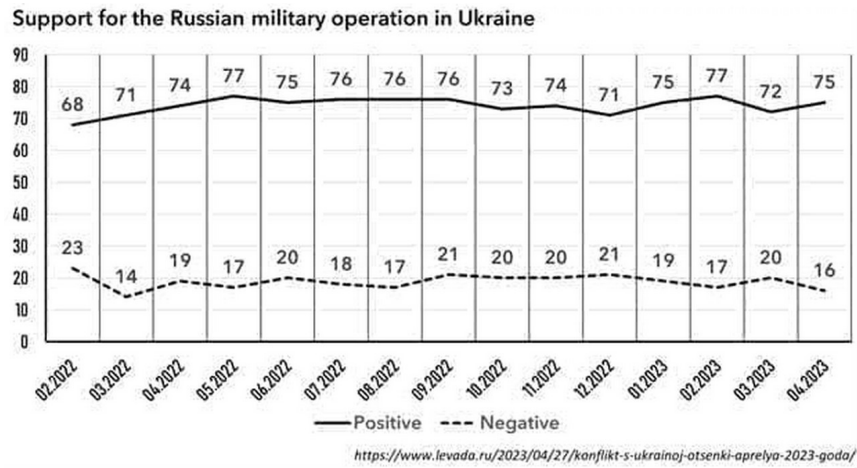 Support for the Russian military operation in Ukraine
90
80
70
60
50
40
30
20
10
0
68 71 74 77 75 76 76 76 73 74 71 75 77 72 75
23 14 19 17 20 18 17 21 20 20 21 19 17 20 16
02.2022 03.2022 04.2022 05.2022 06.2022 07.2022 08.2022 09.2022 10.2022 11.2022 12.2022 01.2023 02.2023 03.2023 04.2023
Positive Negative
https://www.levada.ru/2023/04/27/konflikt-s-ukrainoj-otsenki-aprelya-2023-goda/